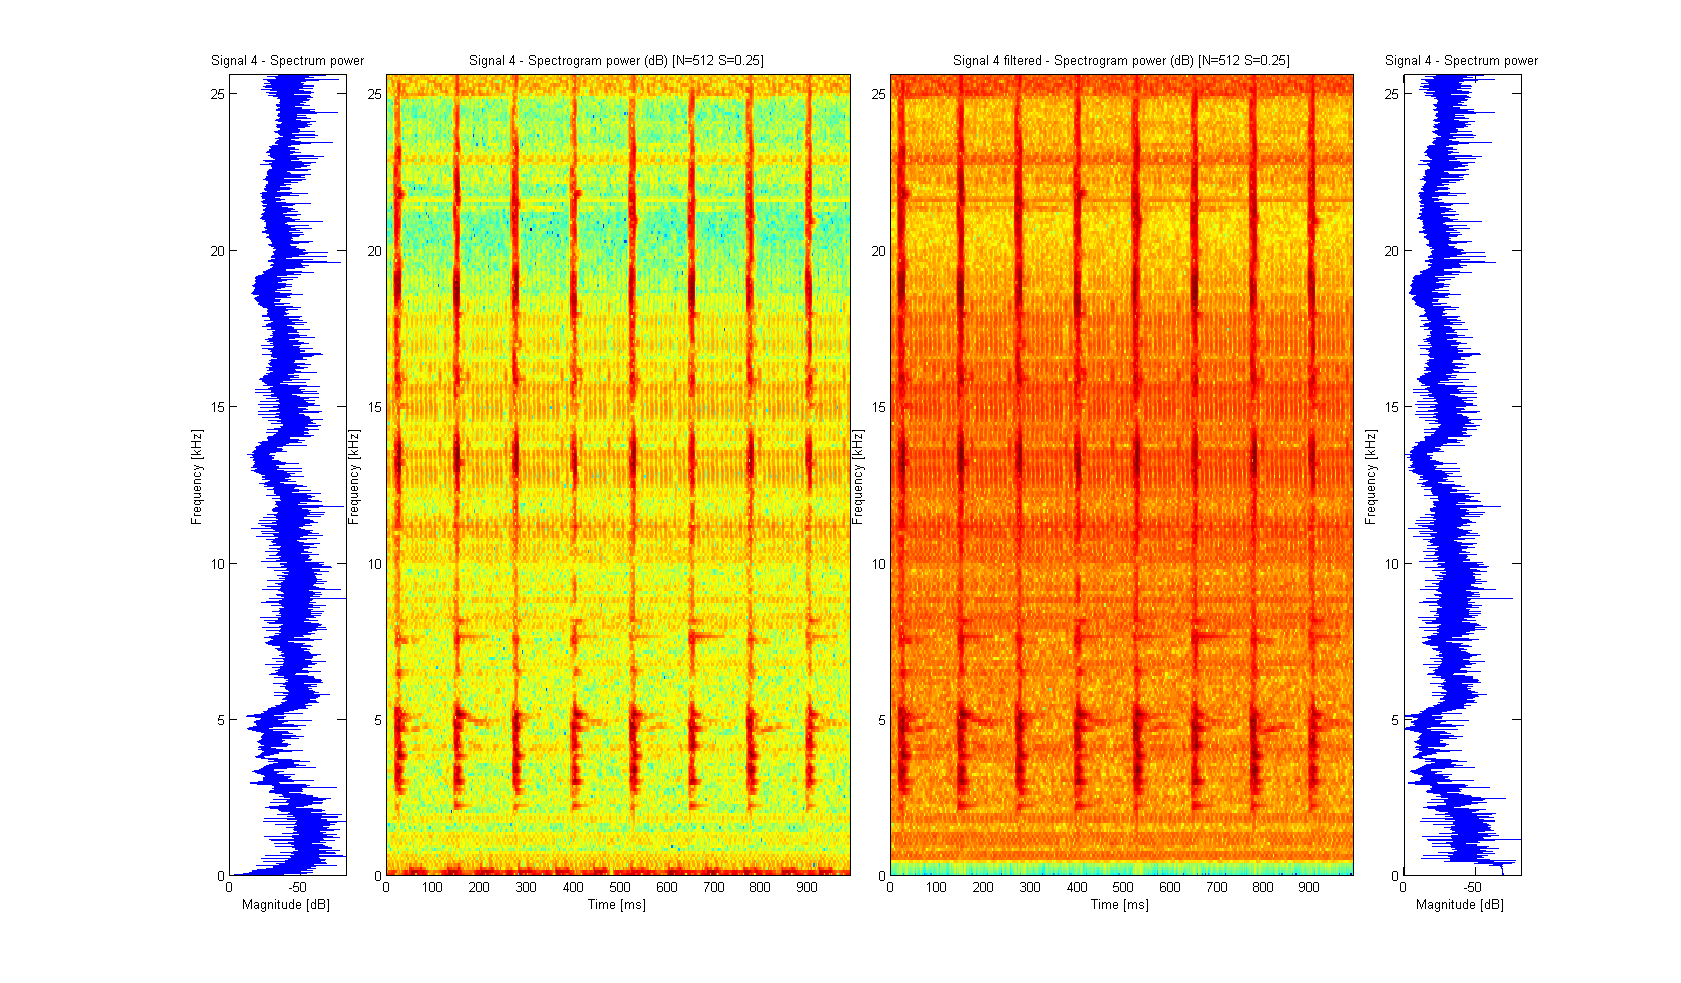 Signal 4 - Spectrum power
Signal 4 - Spectrogram power (dB) [N=512 S=0.25]
Signal 4 filtered - Spectrogram power (dB) [N=512 S=0.25]
Signal 4 - Spectrum power
25
20
15
10
5
0
Frequency [kHz]
0 -50
Magnitude [dB]
25
20
15
10
5
0
Frequency [kHz]
0 100 200 300 400 500 600 700 800 900
Time [ms]
25
20
15
10
5
0
Frequency [kHz]
0 100 200 300 400 500 600 700 800 900
Time [ms]
25
20
15
10
5
0
Frequency [kHz]
0 -50
Magnitude [dB]